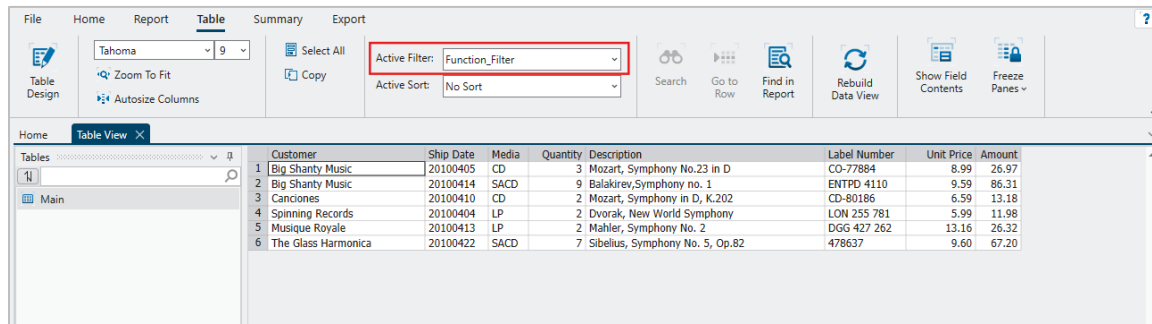 File Home Report Table Summary Export ?
Tahoma 9
Zoom To Fit
Autosize Columns
Table
Design
Select All
Copy
Active Filter: Function_Filter
Active Sort: No Sort
Search
Go to
Row
Find in
Report
Rebuild
Data View
Show Field
Contents
Freeze
Panes
Home Table View
Tables
Main
Customer Ship Date Media Quantity Description Label Number Unit Price Amount
1 Big Shanty Music 20100405 CD 3 Mozart, Symphony No.23 in D CO-77884 8.99 26.97
2 Big Shanty Music 20100414 SACD 9 Balakirev,Symphony no. 1 ENTPD 4110 9.59 86.31
3 Canciones 20100410 CD 2 Mozart, Symphony in D, K.202 CD-80186 6.59 13.18
4 Spinning Records 20100404 LP 2 Dvorak, New World Symphony LON 255 781 5.99 11.98
5 Musique Royale 20100413 LP 2 Mahler, Symphony No. 2 DGG 427 262 13.16 26.32
6 The Glass Harmonica 20100422 SACD 7 Sibelius, Symphony No. 5, Op.82 478637 9.60 67.20